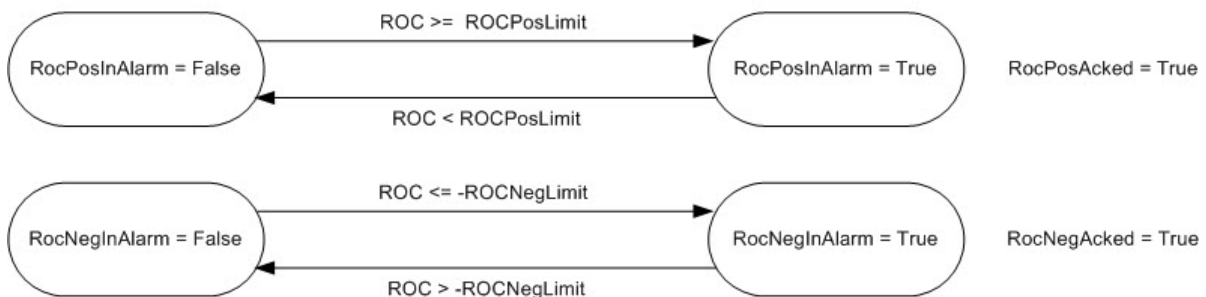 ROC >= ROCPosLimit
RocPosInAlarm = False
RocPosInAlarm = True
RocPosAcked = True
ROC < ROCPosLimit
ROC <= -ROCNegLimit
RocNegInAlarm = False
RocNegInAlarm = True
RocNegAcked = True
ROC > -ROCNegLimit